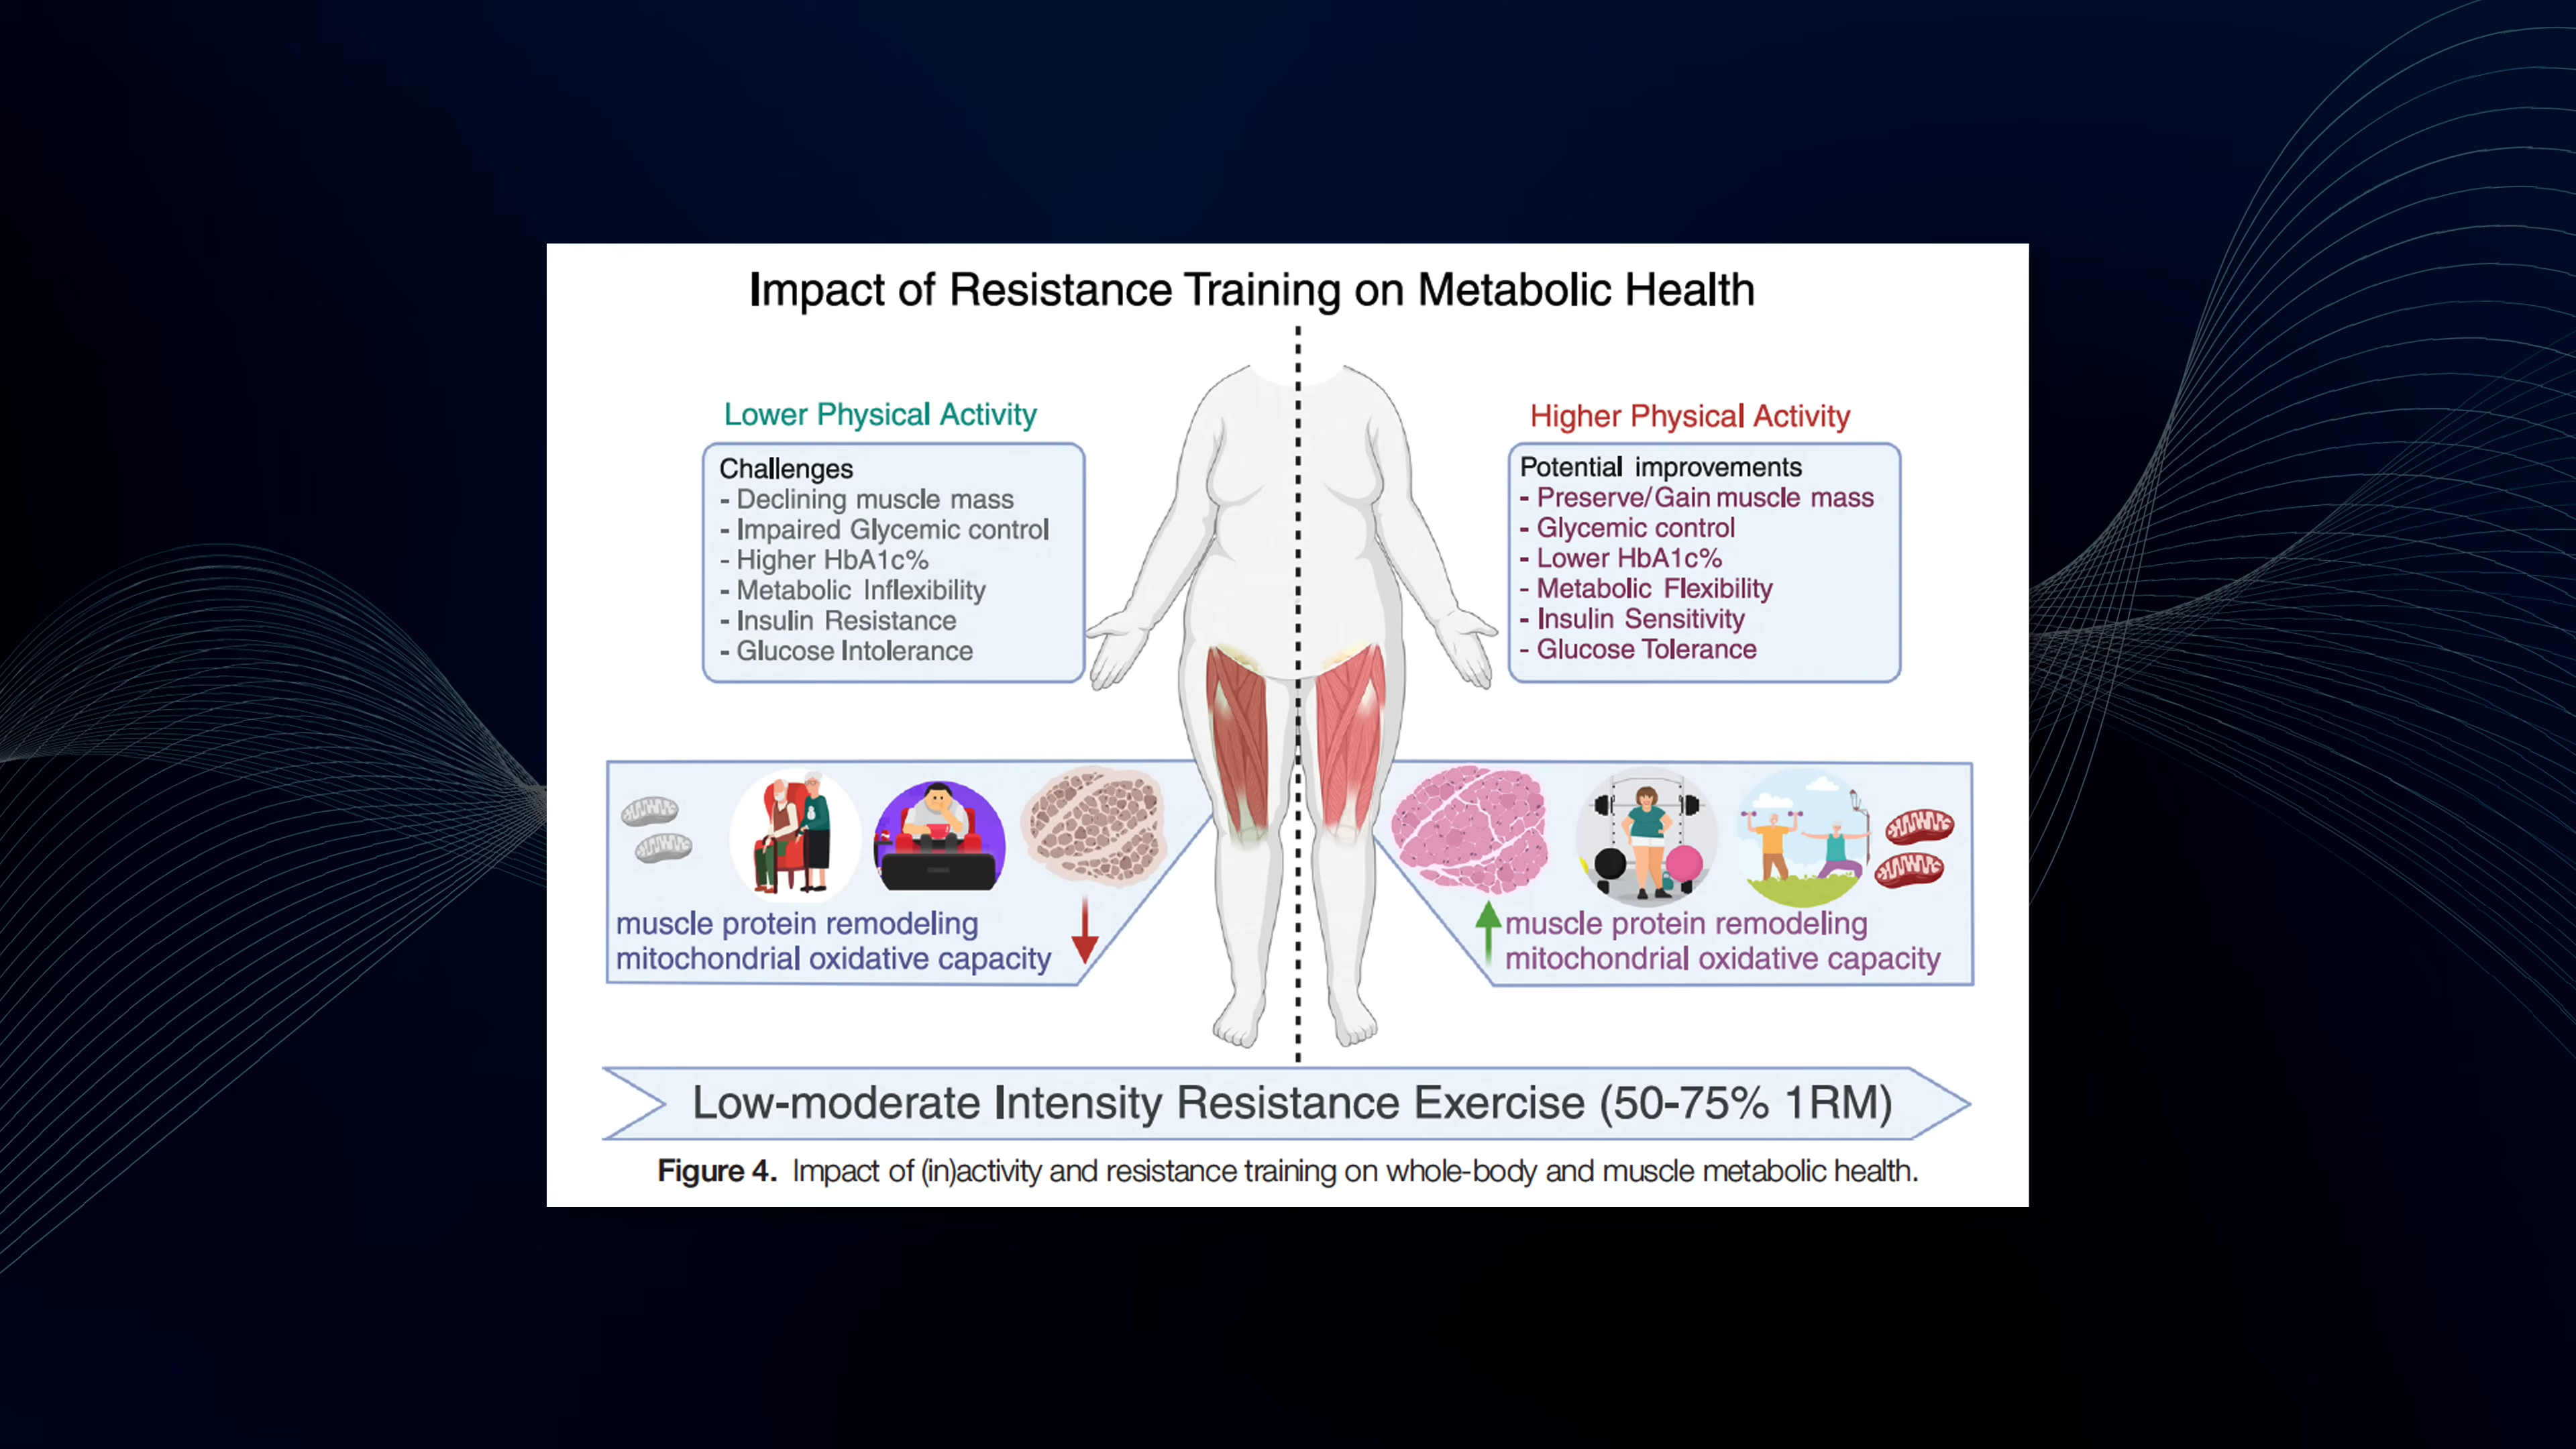 Impact of Resistance Training on Metabolic Health
Lower Physical Activity
Challenges
- Declining muscle mass
- Impaired Glycemic control
- Higher HbA1c%
- Metabolic Inflexibility
- Insulin Resistance
- Glucose Intolerance
Higher Physical Activity
Potential improvements
- Preserve/Gain muscle mass
- Glycemic control
- Lower HbA1c%
- Metabolic Flexibility
- Insulin Sensitivity
- Glucose Tolerance
muscle protein remodeling
mitochondrial oxidative capacity
muscle protein remodeling
mitochondrial oxidative capacity
Low-moderate Intensity Resistance Exercise (50-75% 1RM)
Figure 4. Impact of (in)activity and resistance training on whole-body and muscle metabolic health.